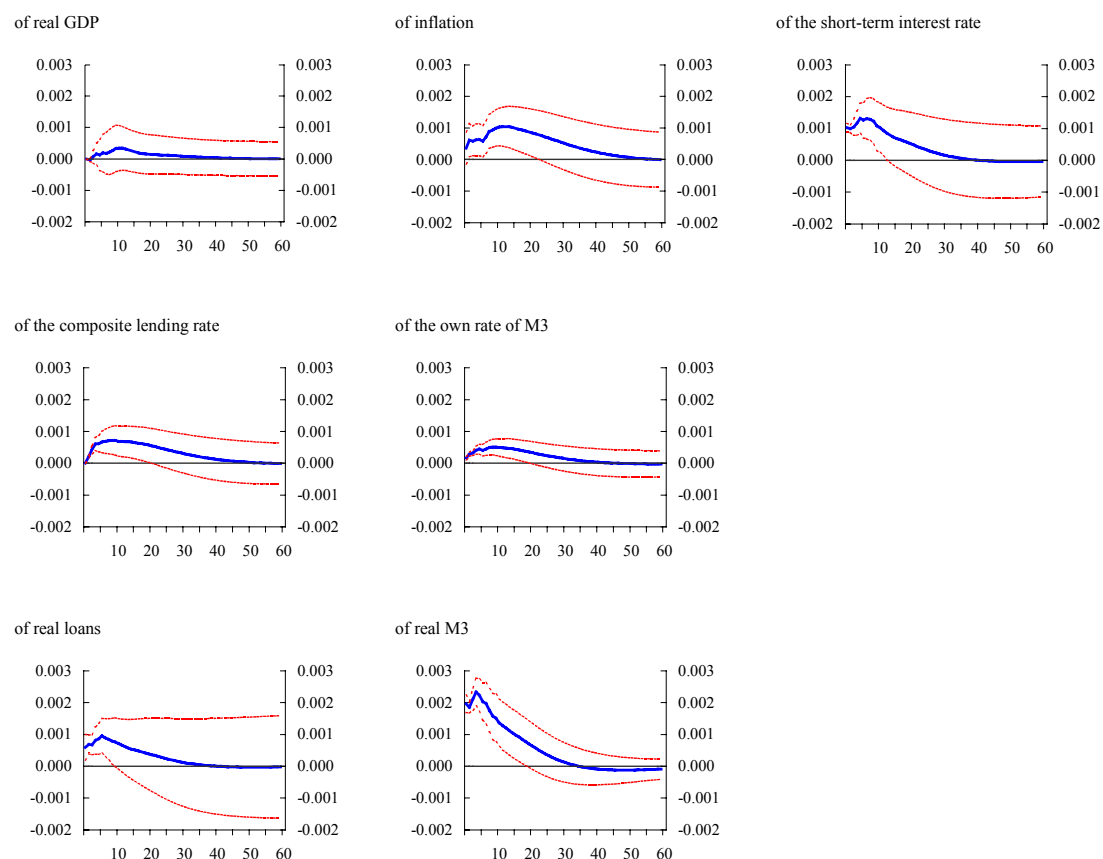 of real GDP
of inflation
of the short-term interest rate
0.003 0.003 0.003 0.003 0.003 0.003
0.002 0.002 0.002 0.002 0.002 0.002
0.001 0.001 0.001 0.001 0.001 0.001
0.000 0.000 0.000 0.000 0.000 0.000
-0.001 -0.001 -0.001 -0.001 -0.001 -0.001
-0.002 -0.002 -0.002 -0.002 -0.002 -0.002
10 20 30 40 50 60 10 20 30 40 50 60 10 20 30 40 50 60
of the composite lending rate
of the own rate of M3
0.003 0.003 0.003 0.003
0.002 0.002 0.002 0.002
0.001 0.001 0.001 0.001
0.000 0.000 0.000 0.000
-0.001 -0.001 -0.001 -0.001
-0.002 -0.002 -0.002 -0.002
10 20 30 40 50 60 10 20 30 40 50 60
of real loans
of real M3
0.003 0.003 0.003 0.003
0.002 0.002 0.002 0.002
0.001 0.001 0.001 0.001
0.000 0.000 0.000 0.000
-0.001 -0.001 -0.001 -0.001
-0.002 -0.002 -0.002 -0.002
10 20 30 40 50 60 10 20 30 40 50 60